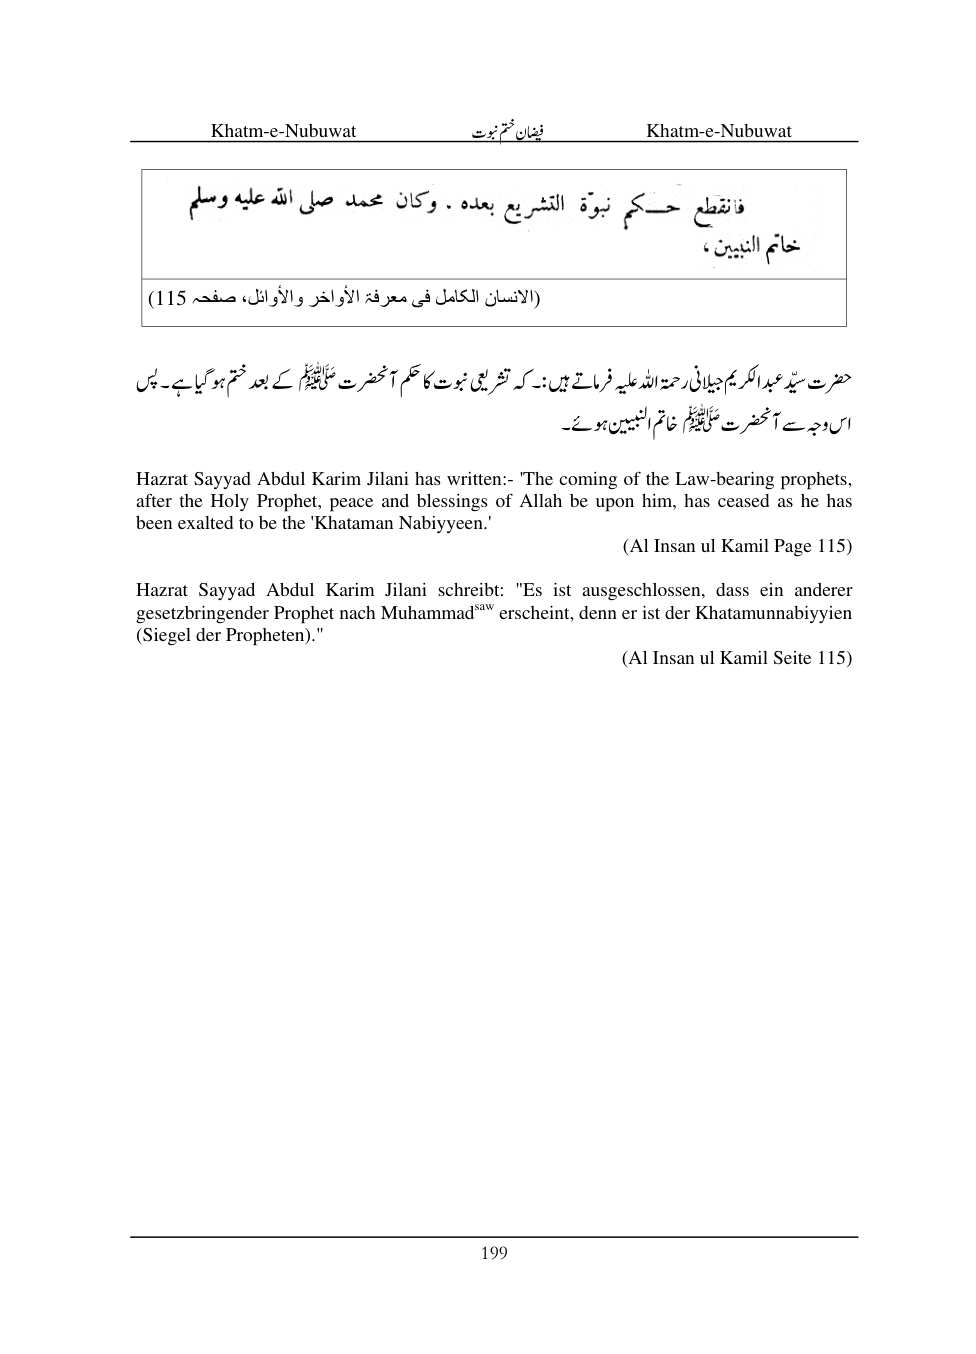 Khatm-e-Nubuwat فیضانِ ختم نبوت Khatm-e-Nubuwat
فانقطع حكم نبوّة التشريع بعده . وكان محمد صلى الله عليه وسلم
خاتم النبيين ،
(الانسان الكامل فى معرفة الأواخر والأوائل، صفحہ 115)
حضرت سیّد عبدالکریم جیلانی رحمۃ اللہ علیہ فرماتے ہیں:۔ کہ تشریعی نبوت کا حکم آنحضرت ﷺ کے بعد ختم ہو گیا ہے۔ پس
اس وجہ سے آنحضرت ﷺ خاتم النبیین ہوئے۔
Hazrat Sayyad Abdul Karim Jilani has written:- 'The coming of the Law-bearing prophets,
after the Holy Prophet, peace and blessings of Allah be upon him, has ceased as he has
been exalted to be the 'Khataman Nabiyyeen.'
(Al Insan ul Kamil Page 115)
Hazrat Sayyad Abdul Karim Jilani schreibt: "Es ist ausgeschlossen, dass ein anderer
gesetzbringender Prophet nach Muhammadsaw erscheint, denn er ist der Khatamunnabiyyien
(Siegel der Propheten)."
(Al Insan ul Kamil Seite 115)
199